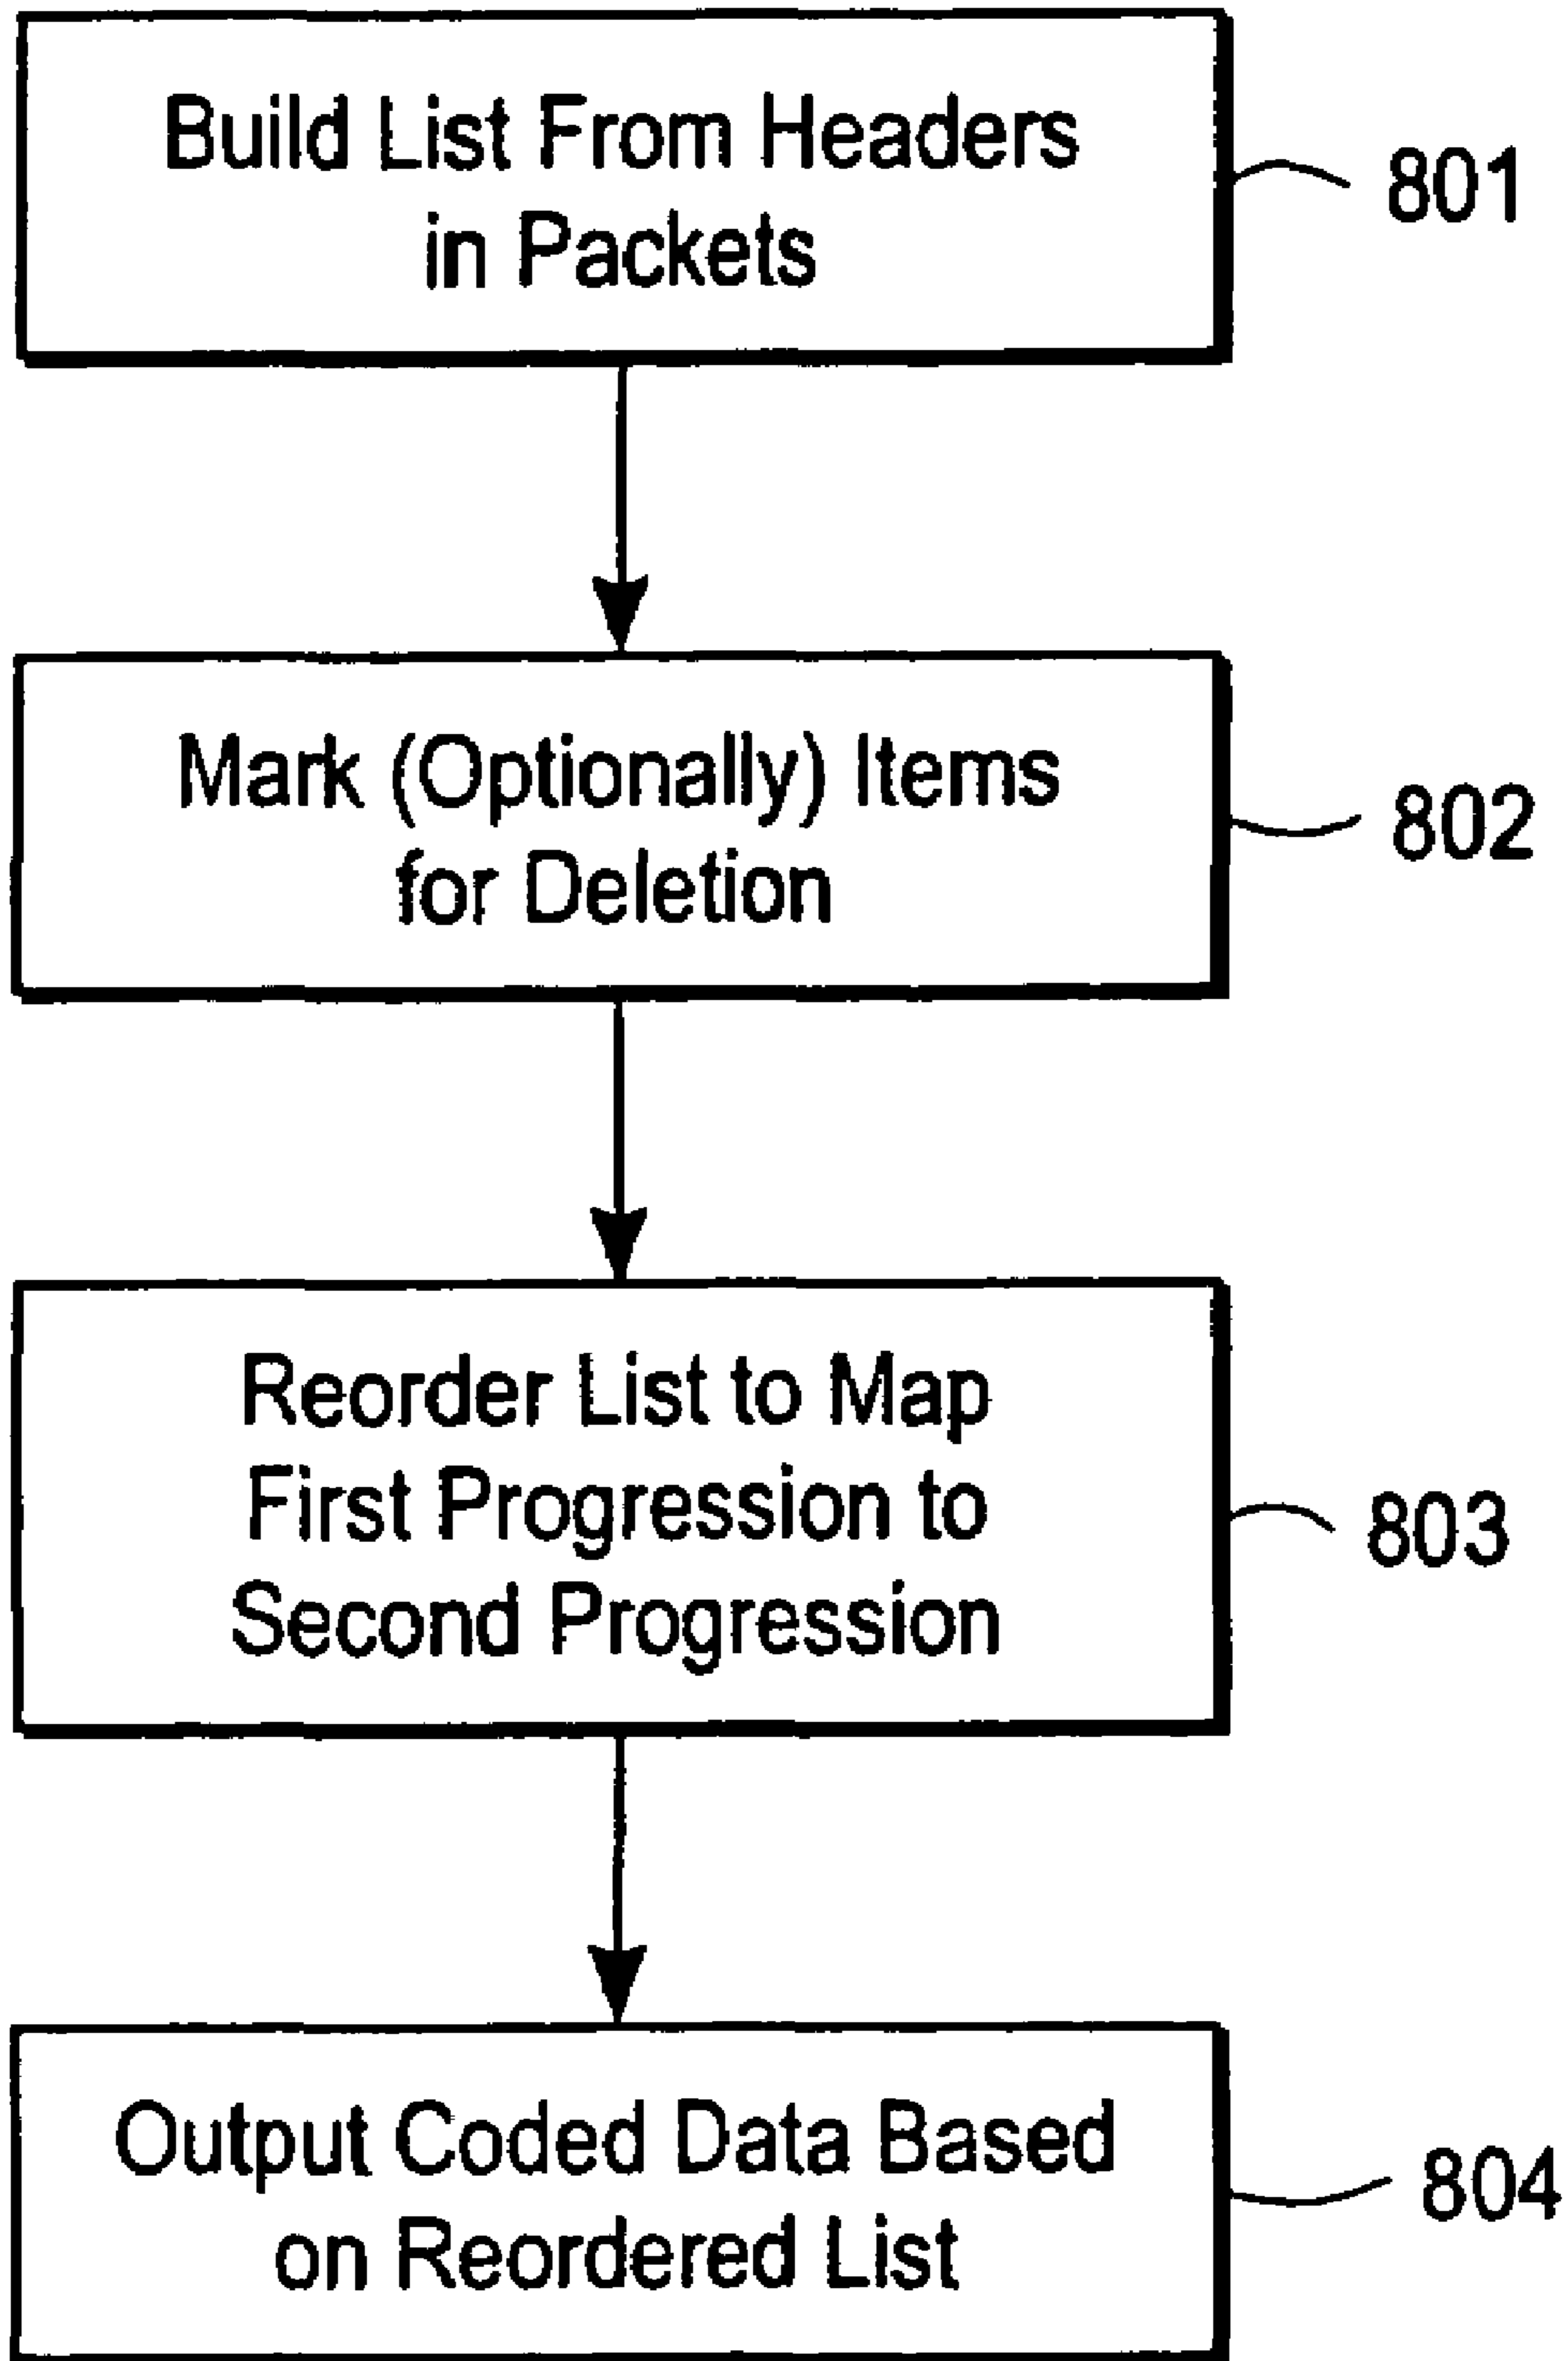 Build List From Headers
in Packets
801
Mark (Optionally) Items
for Deletion
802
Reorder List to Map
First Progression to
Second Progression
803
Output Coded Data Based
on Reordered List
804